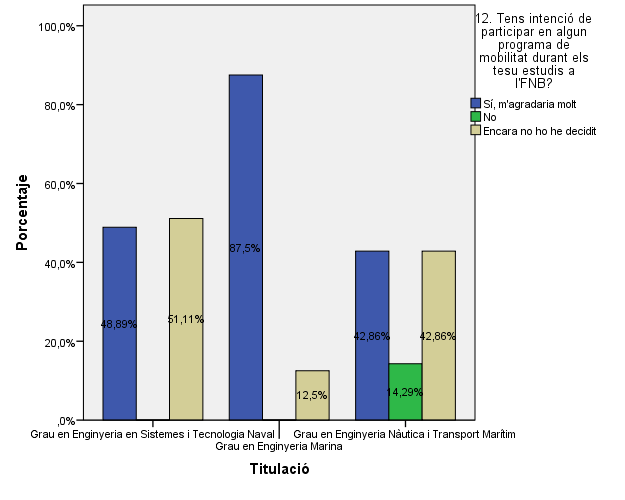 12. Tens intenció de
participar en algun
programa de
mobilitat durant els
tesu estudis a
l'FNB?
Sí, m'agradaria molt
No
Encara no ho he decidit
Porcentaje
100,0%
80,0%
60,0%
40,0%
20,0%
,0%
48,89%
51,11%
87,5%
12,5%
42,86%
14,29%
42,86%
Grau en Enginyeria en Sistemes i Tecnologia Naval
Grau en Enginyeria Marina
Grau en Enginyeria Nàutica i Transport Marítim
Titulació